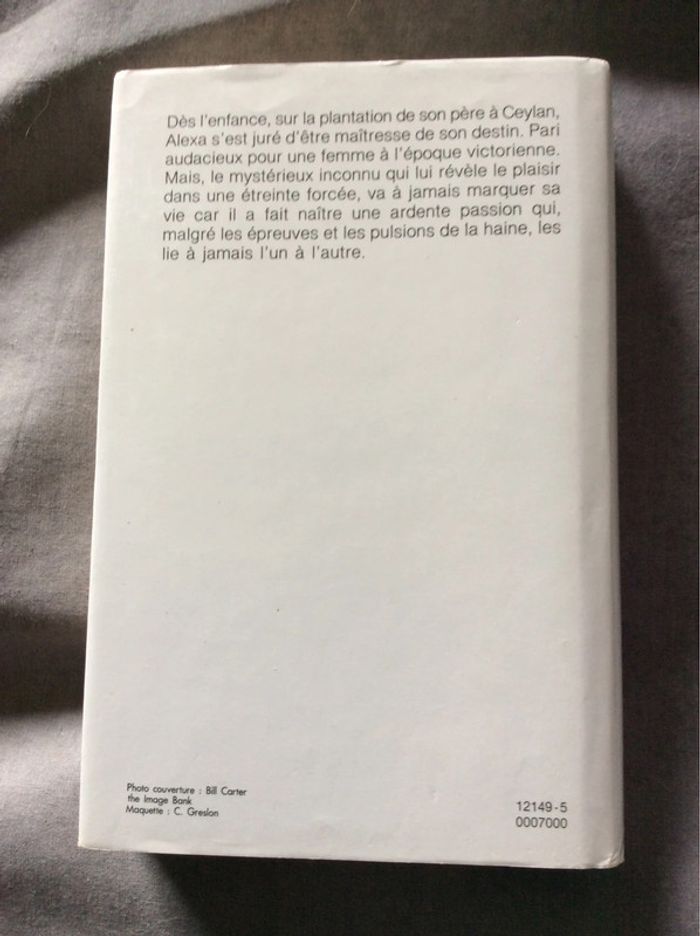 Dès l'enfance, sur la plantation de son père à Ceylan,
Alexa s'est juré d'être maîtresse de son destin. Pari
audacieux pour une femme à l'époque victorienne.
Mais, le mystérieux inconnu qui lui révèle le plaisir
dans une étreinte forcée, va à jamais marquer sa
vie car il a fait naître une ardente passion qui,
malgré les épreuves et les pulsions de la haine, les
lie à jamais l'un à l'autre.
Photo couverture : Bill Carter
the Image Bank
Maquette : C. Greslon
12149-5
0007000